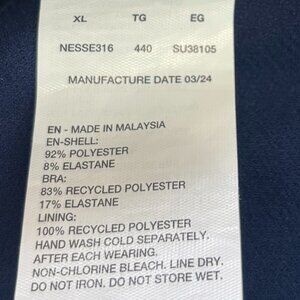 XL TG EG
NESSE316 440 SU38105
MANUFACTURE DATE 03/24
EN - MADE IN MALAYSIA
EN-SHELL:
92% POLYESTER
8% ELASTANE
BRA:
83% RECYCLED POLYESTER
17% ELASTANE
LINING:
100% RECYCLED POLYESTER
HAND WASH COLD SEPARATELY.
AFTER EACH WEARING.
NON-CHLORINE BLEACH. LINE DRY.
DO NOT IRON. DO NOT STORE WET.